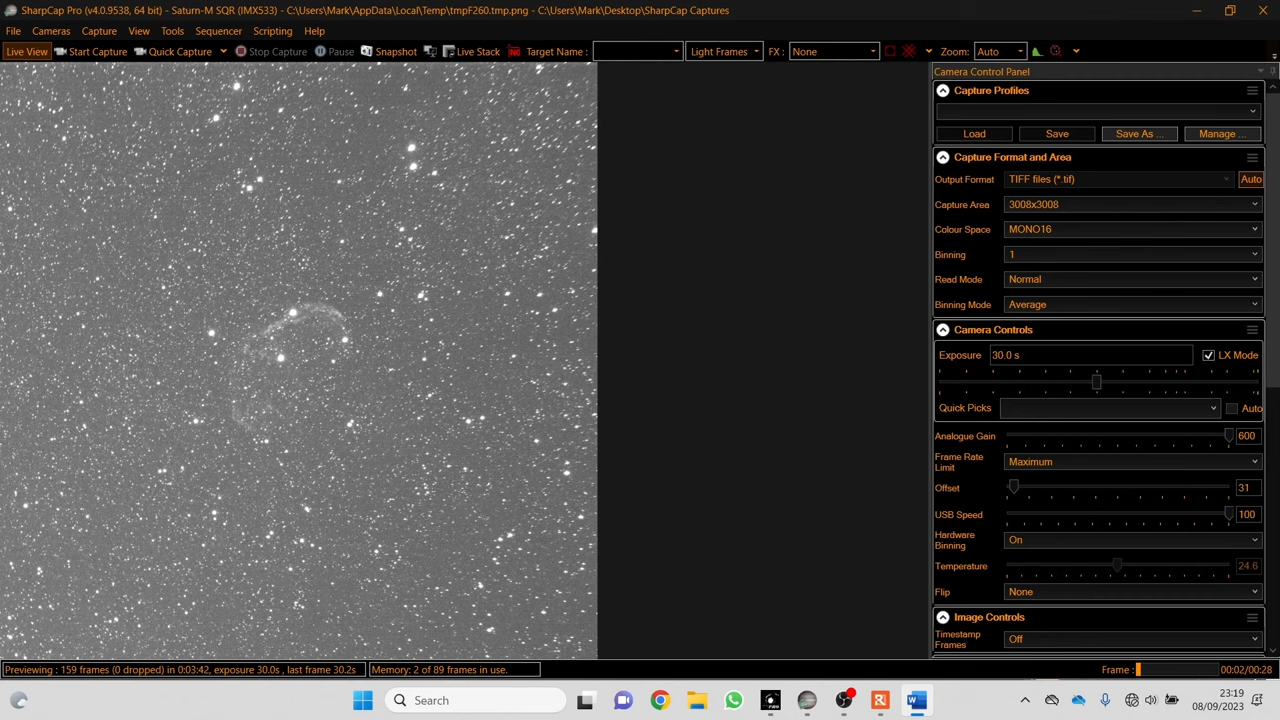 SharpCap Pro (v4.0.9538, 64 bit) - Saturn-M SQR (IMX533) - C:\Users\Mark\AppData\Local\Temp\tmpF260.tmp.png - C:\Users\Mark\Desktop\SharpCap Captures
File Cameras Capture View Tools Sequencer Scripting Help
Live View Start Capture Quick Capture Stop Capture Pause Snapshot Live Stack Target Name : Light Frames FX : None Zoom: Auto
Camera Control Panel
Capture Profiles
Load Save Save As ... Manage ...
Capture Format and Area
Output Format TIFF files (*.tif) Auto
Capture Area 3008x3008
Colour Space MONO16
Binning 1
Read Mode Normal
Binning Mode Average
Camera Controls
Exposure 30.0 s LX Mode
Quick Picks Auto
Analogue Gain 600
Frame Rate Limit Maximum
Offset 31
USB Speed 100
Hardware Binning On
Temperature 24.6
Flip None
Image Controls
Timestamp Frames Off
Previewing : 159 frames (0 dropped) in 0:03:42, exposure 30.0s , last frame 30.2s Memory: 2 of 89 frames in use. Frame : 00:02/00:28
Search
23:19
08/09/2023